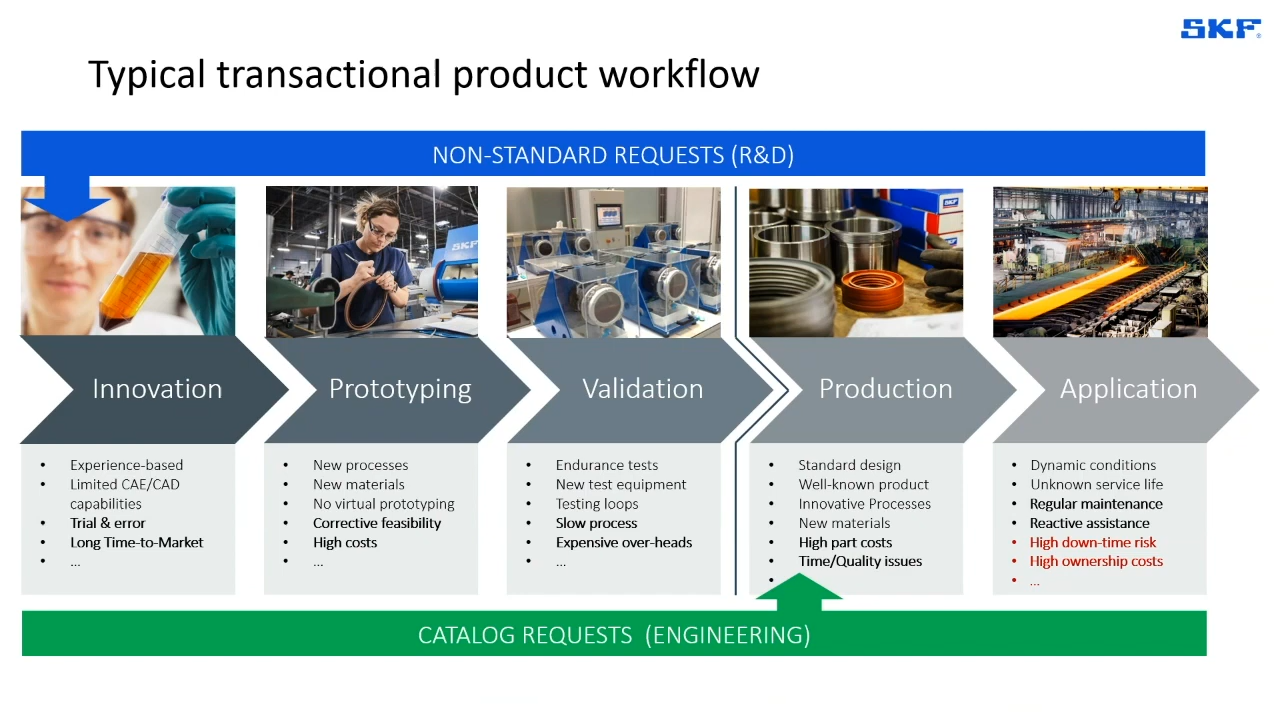 SKF
Typical transactional product workflow
NON-STANDARD REQUESTS (R&D)
SKF
Innovation
Prototyping
Validation
Production
Application
• Experience-based
• Limited CAE/CAD
capabilities
• Trial & error
• Long Time-to-Market
• ...
• New processes
• New materials
• No virtual prototyping
• Corrective feasibility
• High costs
• ...
• Endurance tests
• New test equipment
• Testing loops
• Slow process
• Expensive over-heads
• ...
• Standard design
• Well-known product
• Innovative Processes
• New materials
• High part costs
• Time/Quality issues
•
• Dynamic conditions
• Unknown service life
• Regular maintenance
• Reactive assistance
• High down-time risk
• High ownership costs
• ...
CATALOG REQUESTS (ENGINEERING)